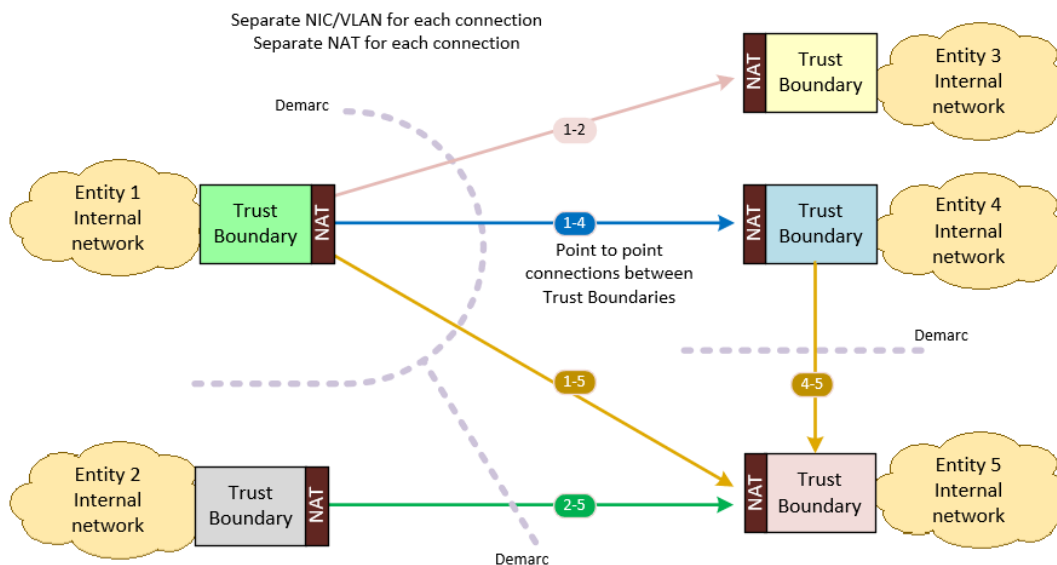 Separate NIC/VLAN for each connection
Separate NAT for each connection
Demarc
NAT
Trust
Boundary
Entity 3
Internal
network
1-2
Entity 1
Internal
network
Trust
Boundary
NAT
1-4
Point to point
connections between
Trust Boundaries
NAT
Trust
Boundary
Entity 4
Internal
network
Demarc
1-5
4-5
Entity 2
Internal
network
Trust
Boundary
NAT
2-5
NAT
Trust
Boundary
Entity 5
Internal
network
Demarc